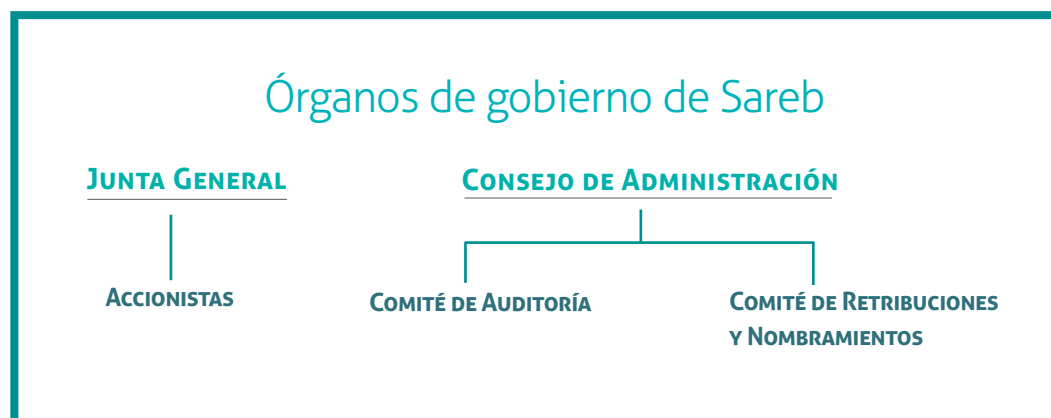 Órganos de gobierno de Sareb
Junta General
Consejo de Administración
Accionistas
Comité de Auditoría
Comité de Retribuciones
y Nombramientos